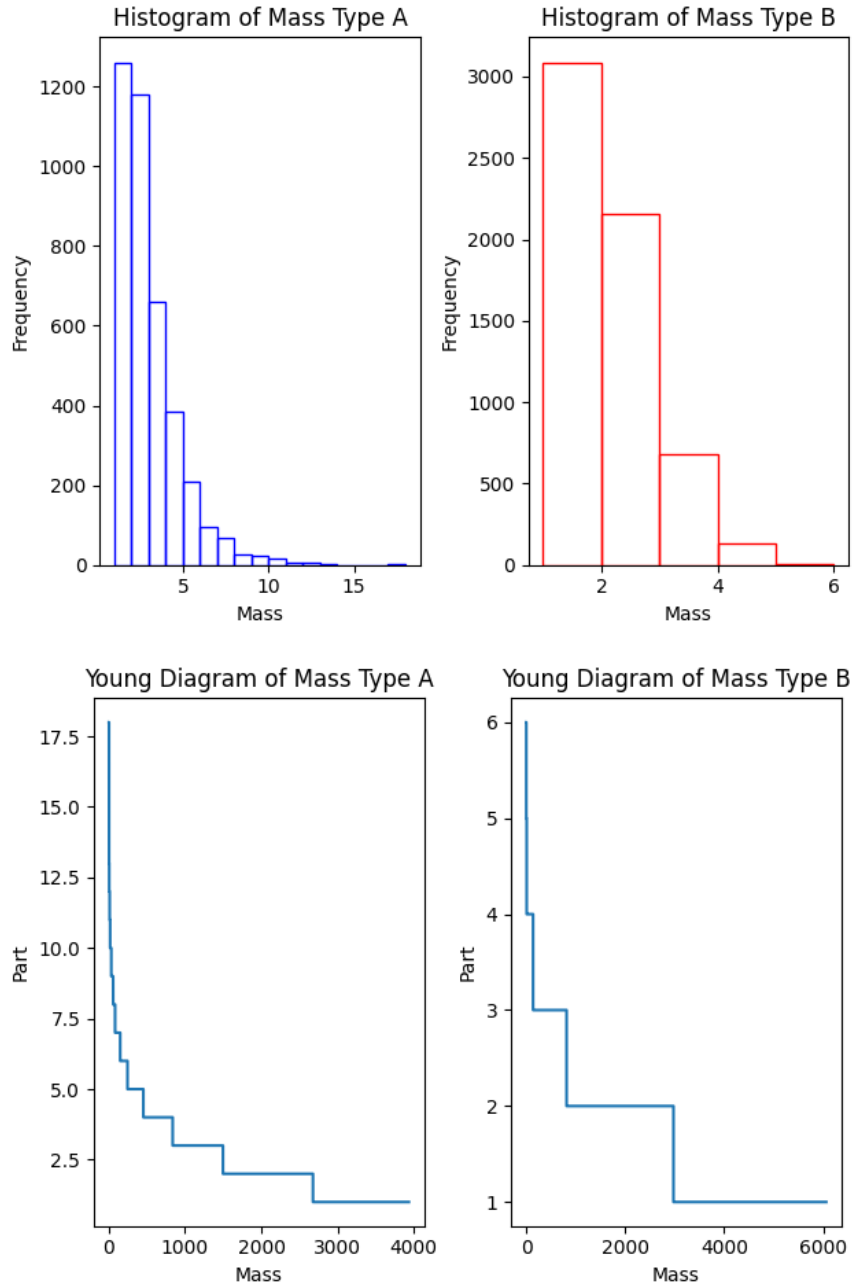 Histogram of Mass Type A
1200
1000
800
600
400
200
0
Frequency
5 10 15
Mass
Histogram of Mass Type B
3000
2500
2000
1500
1000
500
0
Frequency
2 4 6
Mass
Young Diagram of Mass Type A
17.5
15.0
12.5
10.0
7.5
5.0
2.5
Part
0 1000 2000 3000 4000
Mass
Young Diagram of Mass Type B
6
5
4
3
2
1
Part
0 2000 4000 6000
Mass